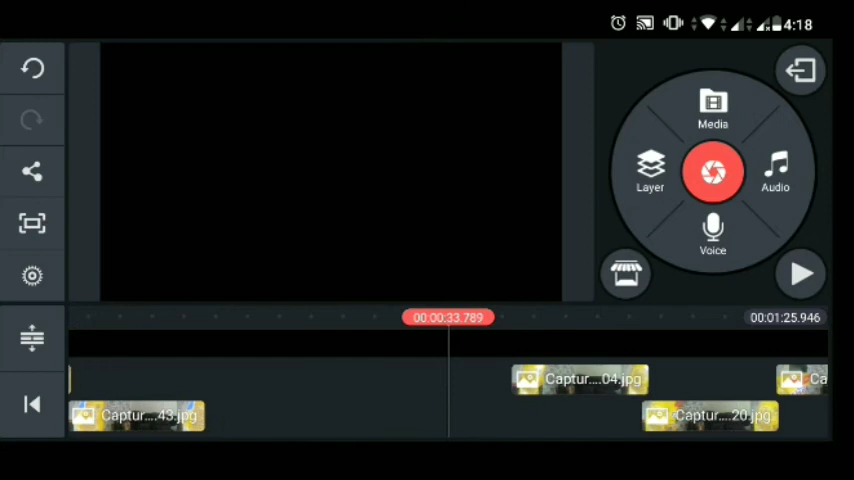 4:18
Media
Layer
Audio
Voice
00:00:33.789
00:01:25.946
Captur....04.jpg
Ca
Captur....43.jpg
Captur....20.jpg